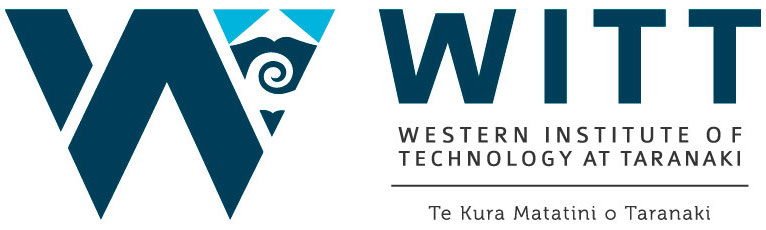 WITT
WESTERN INSTITUTE OF
TECHNOLOGY AT TARANAKI
Te Kura Matatini o Taranaki